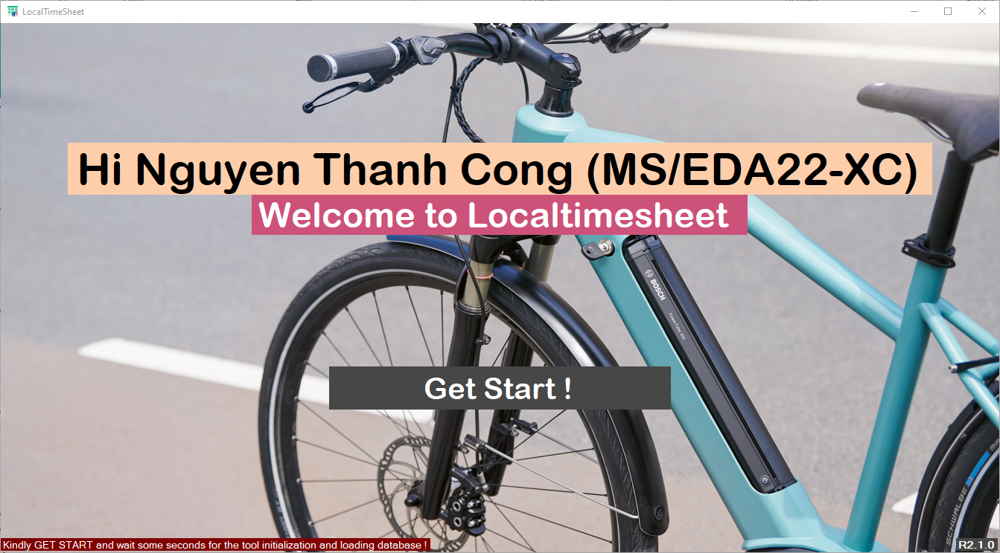 LocalTimeSheet
Hi Nguyen Thanh Cong (MS/EDA22-XC)
Welcome to Localtimesheet
BOSCH
PowerTube 400
Get Start !
SCHWALBE
Kindly GET START and wait some seconds for the tool initialization and loading database !
R2.1.0